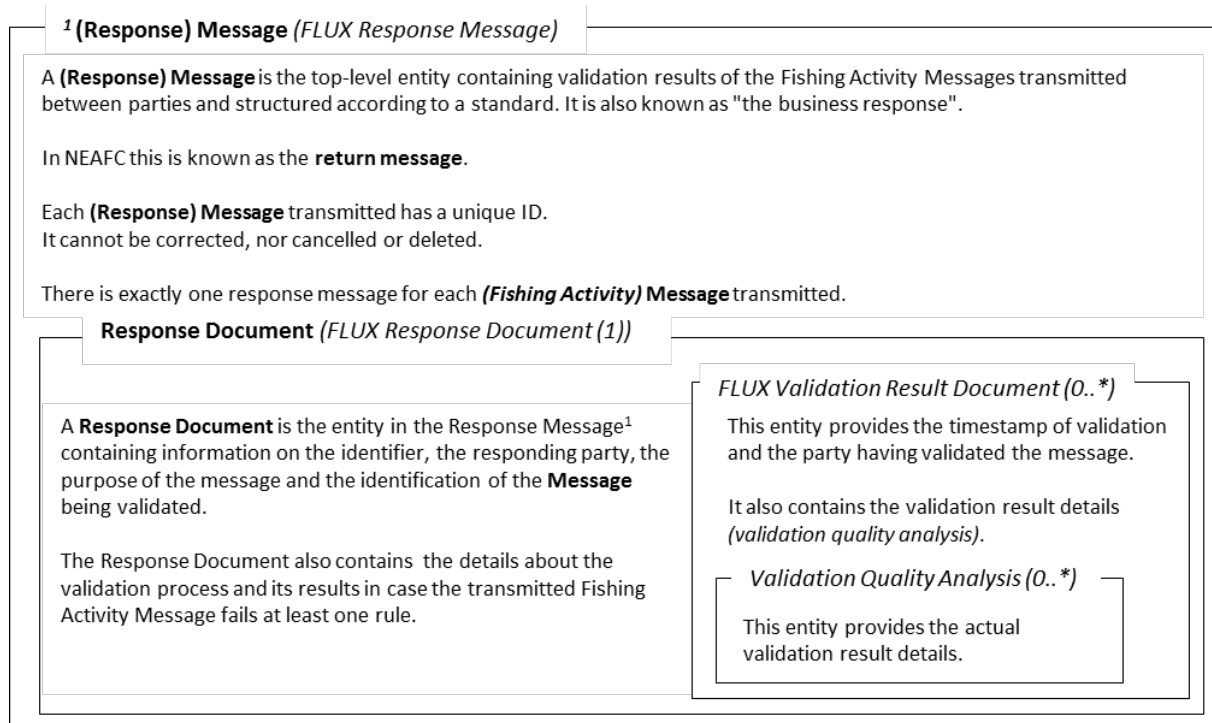 ¹ (Response) Message (FLUX Response Message)
A (Response) Message is the top-level entity containing validation results of the Fishing Activity Messages transmitted
between parties and structured according to a standard. It is also known as "the business response".
In NEAFC this is known as the return message.
Each (Response) Message transmitted has a unique ID.
It cannot be corrected, nor cancelled or deleted.
There is exactly one response message for each (Fishing Activity) Message transmitted.
Response Document (FLUX Response Document (1))
A Response Document is the entity in the Response Message¹
containing information on the identifier, the responding party, the
purpose of the message and the identification of the Message
being validated.
The Response Document also contains the details about the
validation process and its results in case the transmitted Fishing
Activity Message fails at least one rule.
FLUX Validation Result Document (0..*)
This entity provides the timestamp of validation
and the party having validated the message.
It also contains the validation result details
(validation quality analysis).
Validation Quality Analysis (0..*)
This entity provides the actual
validation result details.